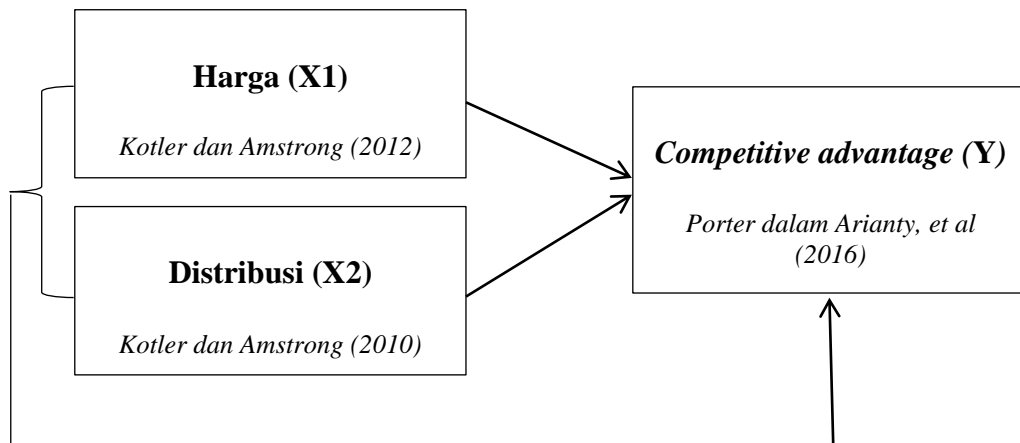 Harga (X1)
Kotler dan Amstrong (2012)
Distribusi (X2)
Kotler dan Amstrong (2010)
Competitive advantage (Y)
Porter dalam Arianty, et al
(2016)